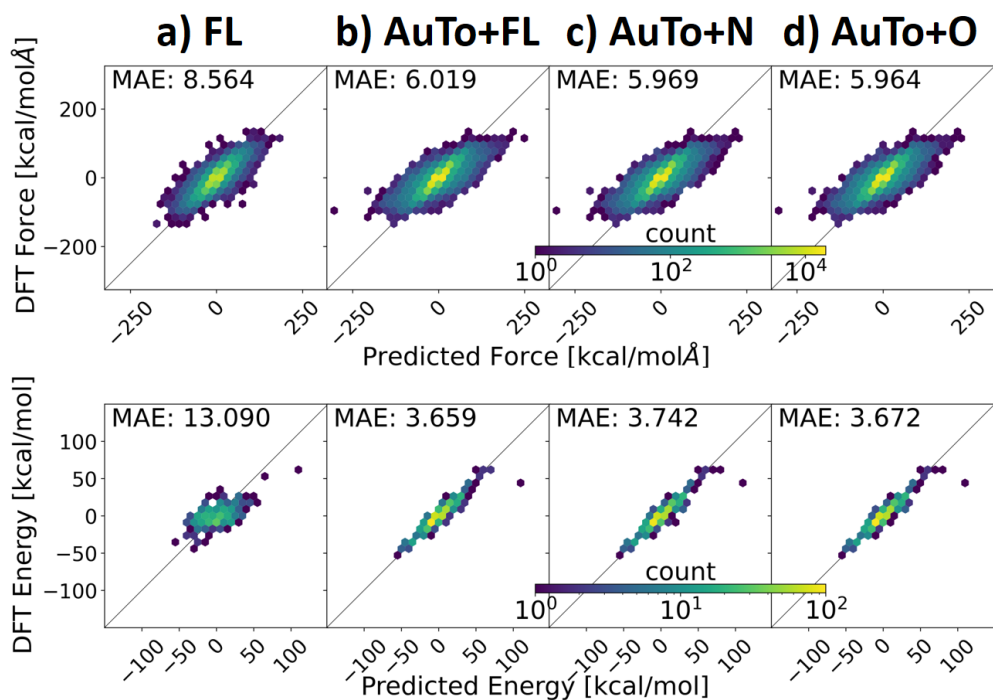 a) FL
b) AuTo+FL
c) AuTo+N
d) AuTo+O
DFT Force [kcal/molÅ]
200
0
−200
MAE: 8.564
MAE: 6.019
MAE: 5.969
MAE: 5.964
count
10⁰
10²
10⁴
−250
0
250
−250
0
250
−250
0
250
−250
0
250
Predicted Force [kcal/molÅ]
DFT Energy [kcal/mol]
100
50
0
−50
−100
MAE: 13.090
MAE: 3.659
MAE: 3.742
MAE: 3.672
count
10⁰
10¹
10²
−100
−50
0
50
100
−100
−50
0
50
100
−100
−50
0
50
100
−100
−50
0
50
100
Predicted Energy [kcal/mol]